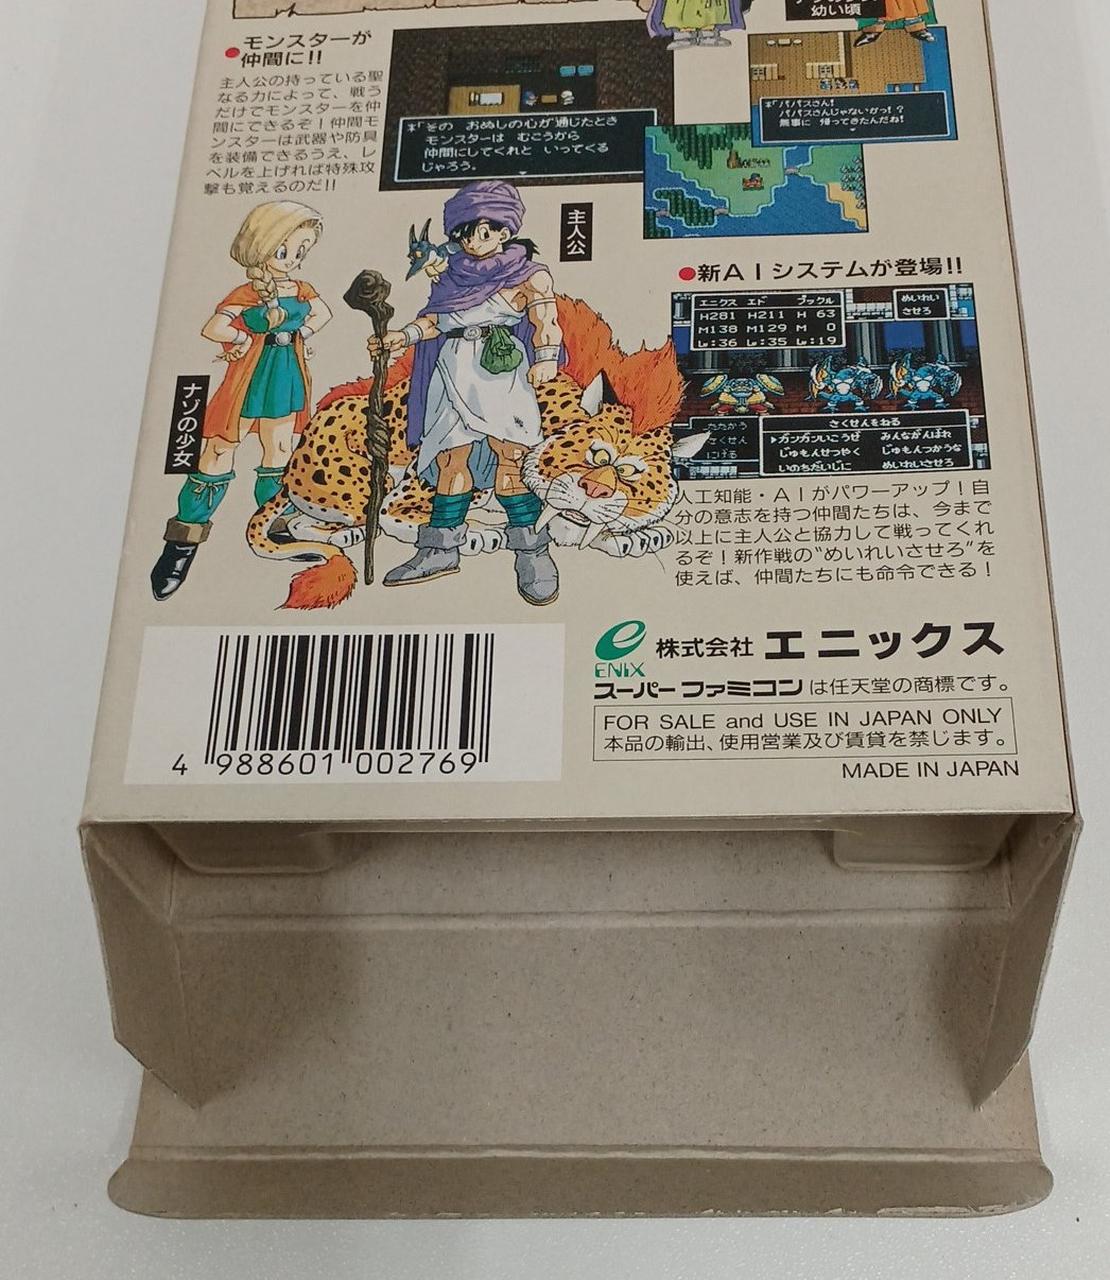 幼い頃
●モンスターが
仲間に!!
主人公の持っている聖
なる力によって、戦う
だけでモンスターを仲
間にできるぞ！仲間モ
ンスターは武器や防具
を装備できるうえ、レ
ベルを上げれば特殊攻
撃も覚えるのだ!!
*「その おぬしの心が通じたとき
モンスターは むこうから
仲間にしてくれと いってくる
じゃろう。
*「パパスさん！
パパスさんじゃないかっ！？
無事に 帰ってきたんだね！
主人公
ナゾの少女
●新AIシステムが登場!!
エニクス エド プックル
H281 H211 H 63
M138 M129 M 0
Lv:36 Lv:35 Lv:19
めいれい
させろ
たたかう
さくせん
にげる
さくせんをねる
▶ガンガンいこうぜ みんながんばれ
じゅもんせつやく じゅもんつかうな
いのちだいじに めいれいさせろ
人工知能・AIがパワーアップ！自
分の意志を持つ仲間たちは、今まで
以上に主人公と協力して戦ってくれ
るぞ！新作戦の"めいれいさせろ"を
使えば、仲間たちにも命令できる！
ENIX
株式会社 エニックス
スーパーファミコンは任天堂の商標です。
FOR SALE and USE IN JAPAN ONLY
本品の輸出、使用営業及び賃貸を禁じます。
MADE IN JAPAN
4 988601 002769